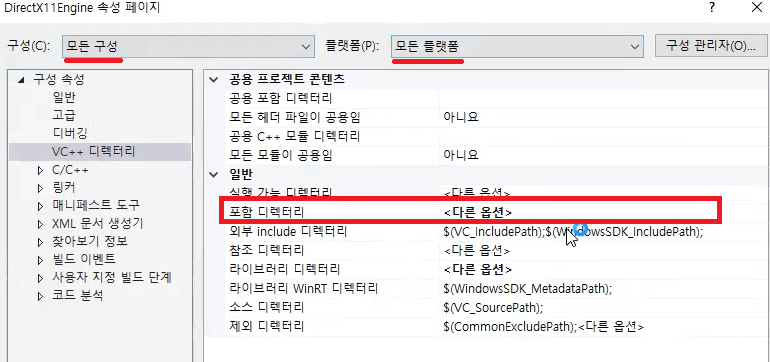 DirectX11Engine 속성 페이지 ? ×
구성(C): 모든 구성 플랫폼(P): 모든 플랫폼 구성 관리자(O)...
구성 속성
일반
고급
디버깅
VC++ 디렉터리
C/C++
링커
매니페스트 도구
XML 문서 생성기
찾아보기 정보
빌드 이벤트
사용자 지정 빌드 단계
코드 분석
공용 프로젝트 콘텐츠
공용 포함 디렉터리
모든 헤더 파일이 공용임 아니요
공용 C++ 모듈 디렉터리
모든 모듈이 공용임 아니요
일반
실행 가능 디렉터리 <다른 옵션>
포함 디렉터리 <다른 옵션>
외부 include 디렉터리 $(VC_IncludePath);$(WindowsSDK_IncludePath);
참조 디렉터리 <다른 옵션>
라이브러리 디렉터리 <다른 옵션>
라이브러리 WinRT 디렉터리 $(WindowsSDK_MetadataPath);
소스 디렉터리 $(VC_SourcePath);
제외 디렉터리 $(CommonExcludePath);<다른 옵션>